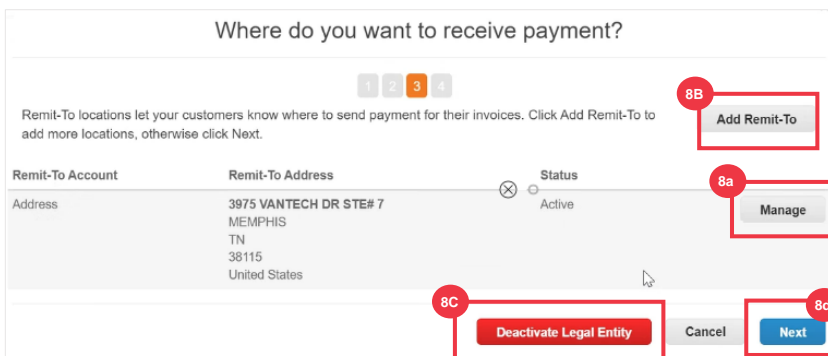 Where do you want to receive payment?
1 2 3 4
8B
Remit-To locations let your customers know where to send payment for their invoices. Click Add Remit-To to
add more locations, otherwise click Next.
Add Remit-To
Remit-To Account Remit-To Address Status
8a
Address 3975 VANTECH DR STE# 7 Active
Manage
MEMPHIS
TN
38115
United States
8C
8d
Deactivate Legal Entity Cancel Next